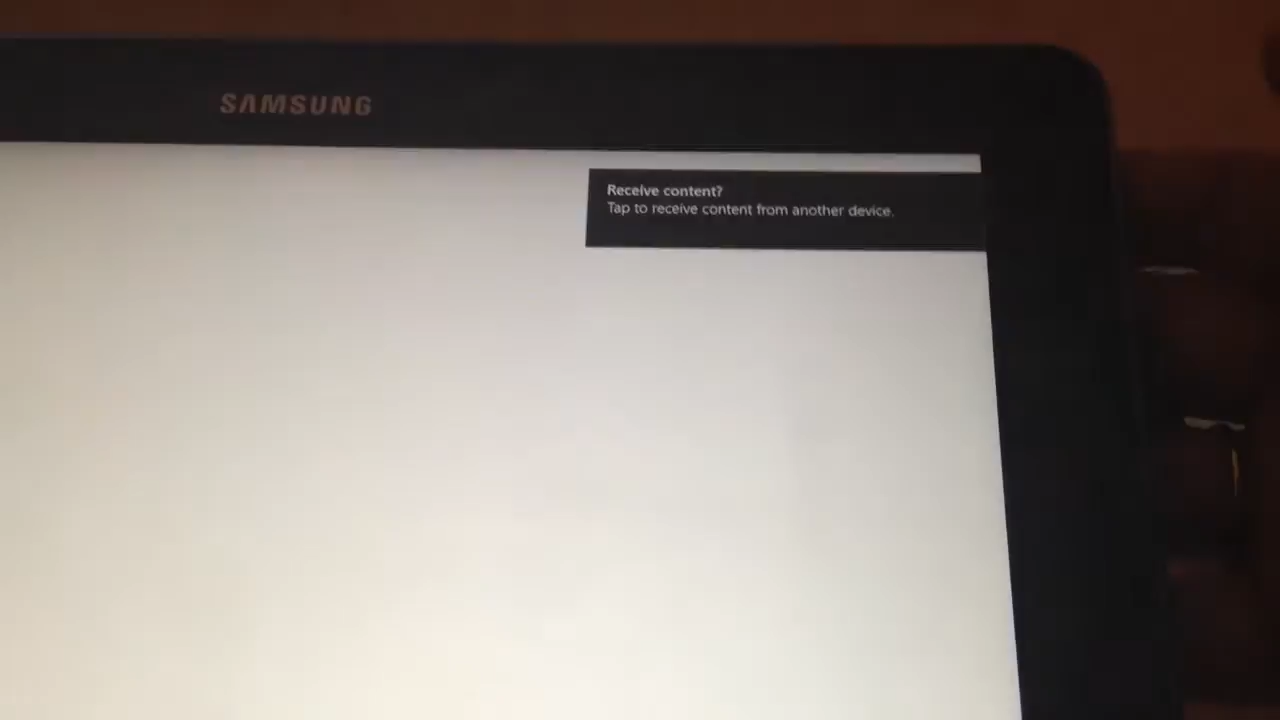 SAMSUNG
Receive content?
Tap to receive content from another device.